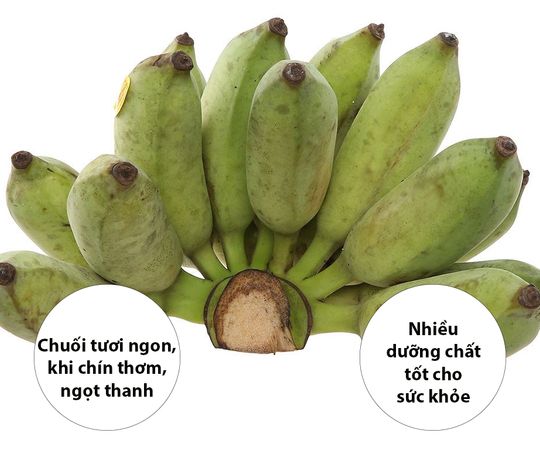 Chuối tươi ngon,
khi chín thơm,
ngọt thanh
Nhiều
dưỡng chất
tốt cho
sức khỏe